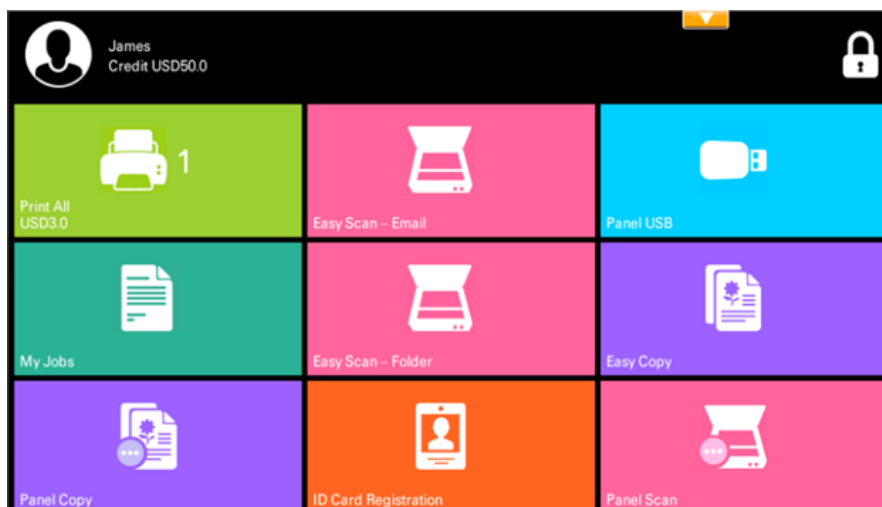 James
Credit USD50.0
1
Print All
USD3.0
Easy Scan – Email
Panel USB
My Jobs
Easy Scan – Folder
Easy Copy
Panel Copy
ID Card Registration
Panel Scan